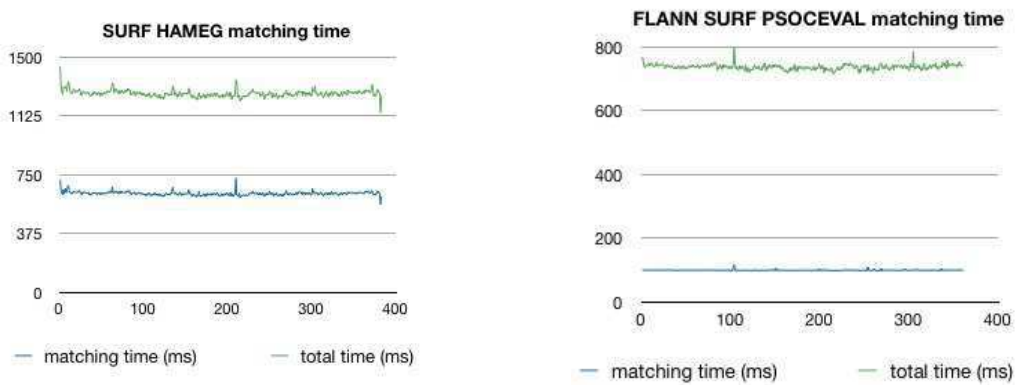 SURF HAMEG matching time
1500
1125
750
375
0
0 100 200 300 400
matching time (ms) total time (ms)
FLANN SURF PSOCEVAL matching time
800
600
400
200
0
0 100 200 300 400
matching time (ms) total time (ms)